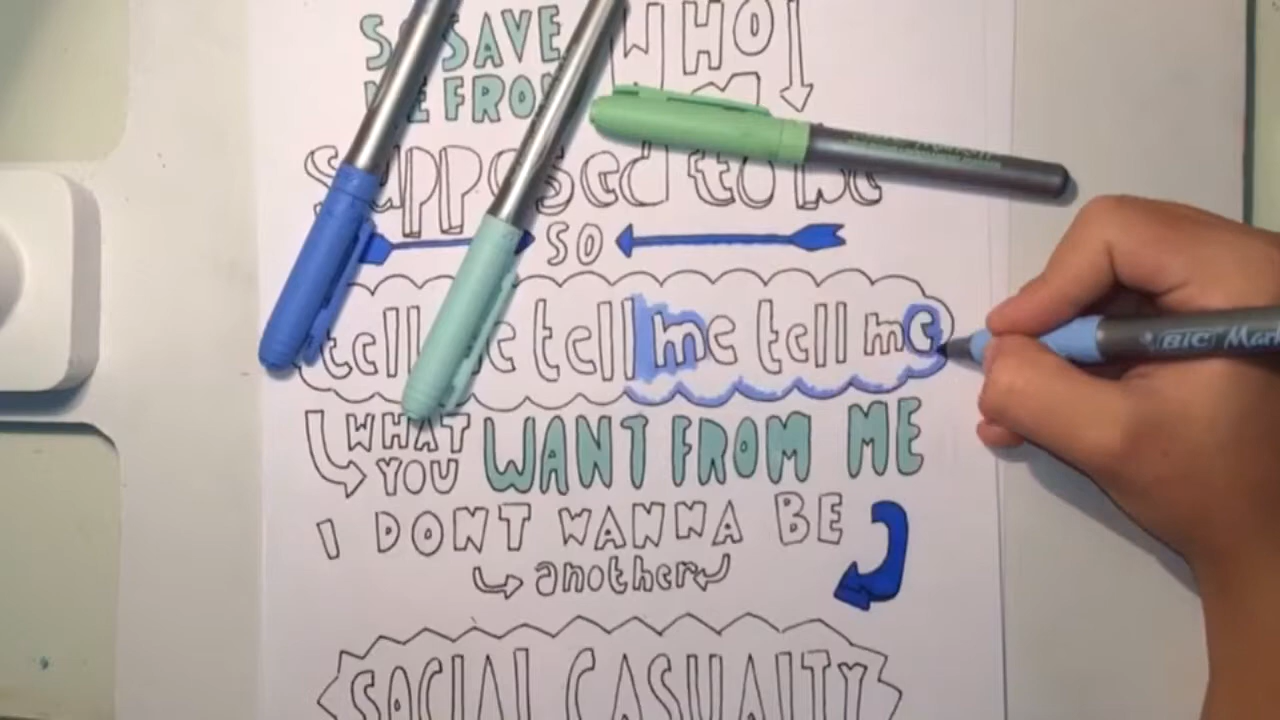 SO SAVE WHO
ME FROM
supposed to be
SO
tell me tell me tell me
WHAT
YOU WANT FROM ME
I DONT WANNA BE
another
SOCIAL CASUALTY
BIC Mark